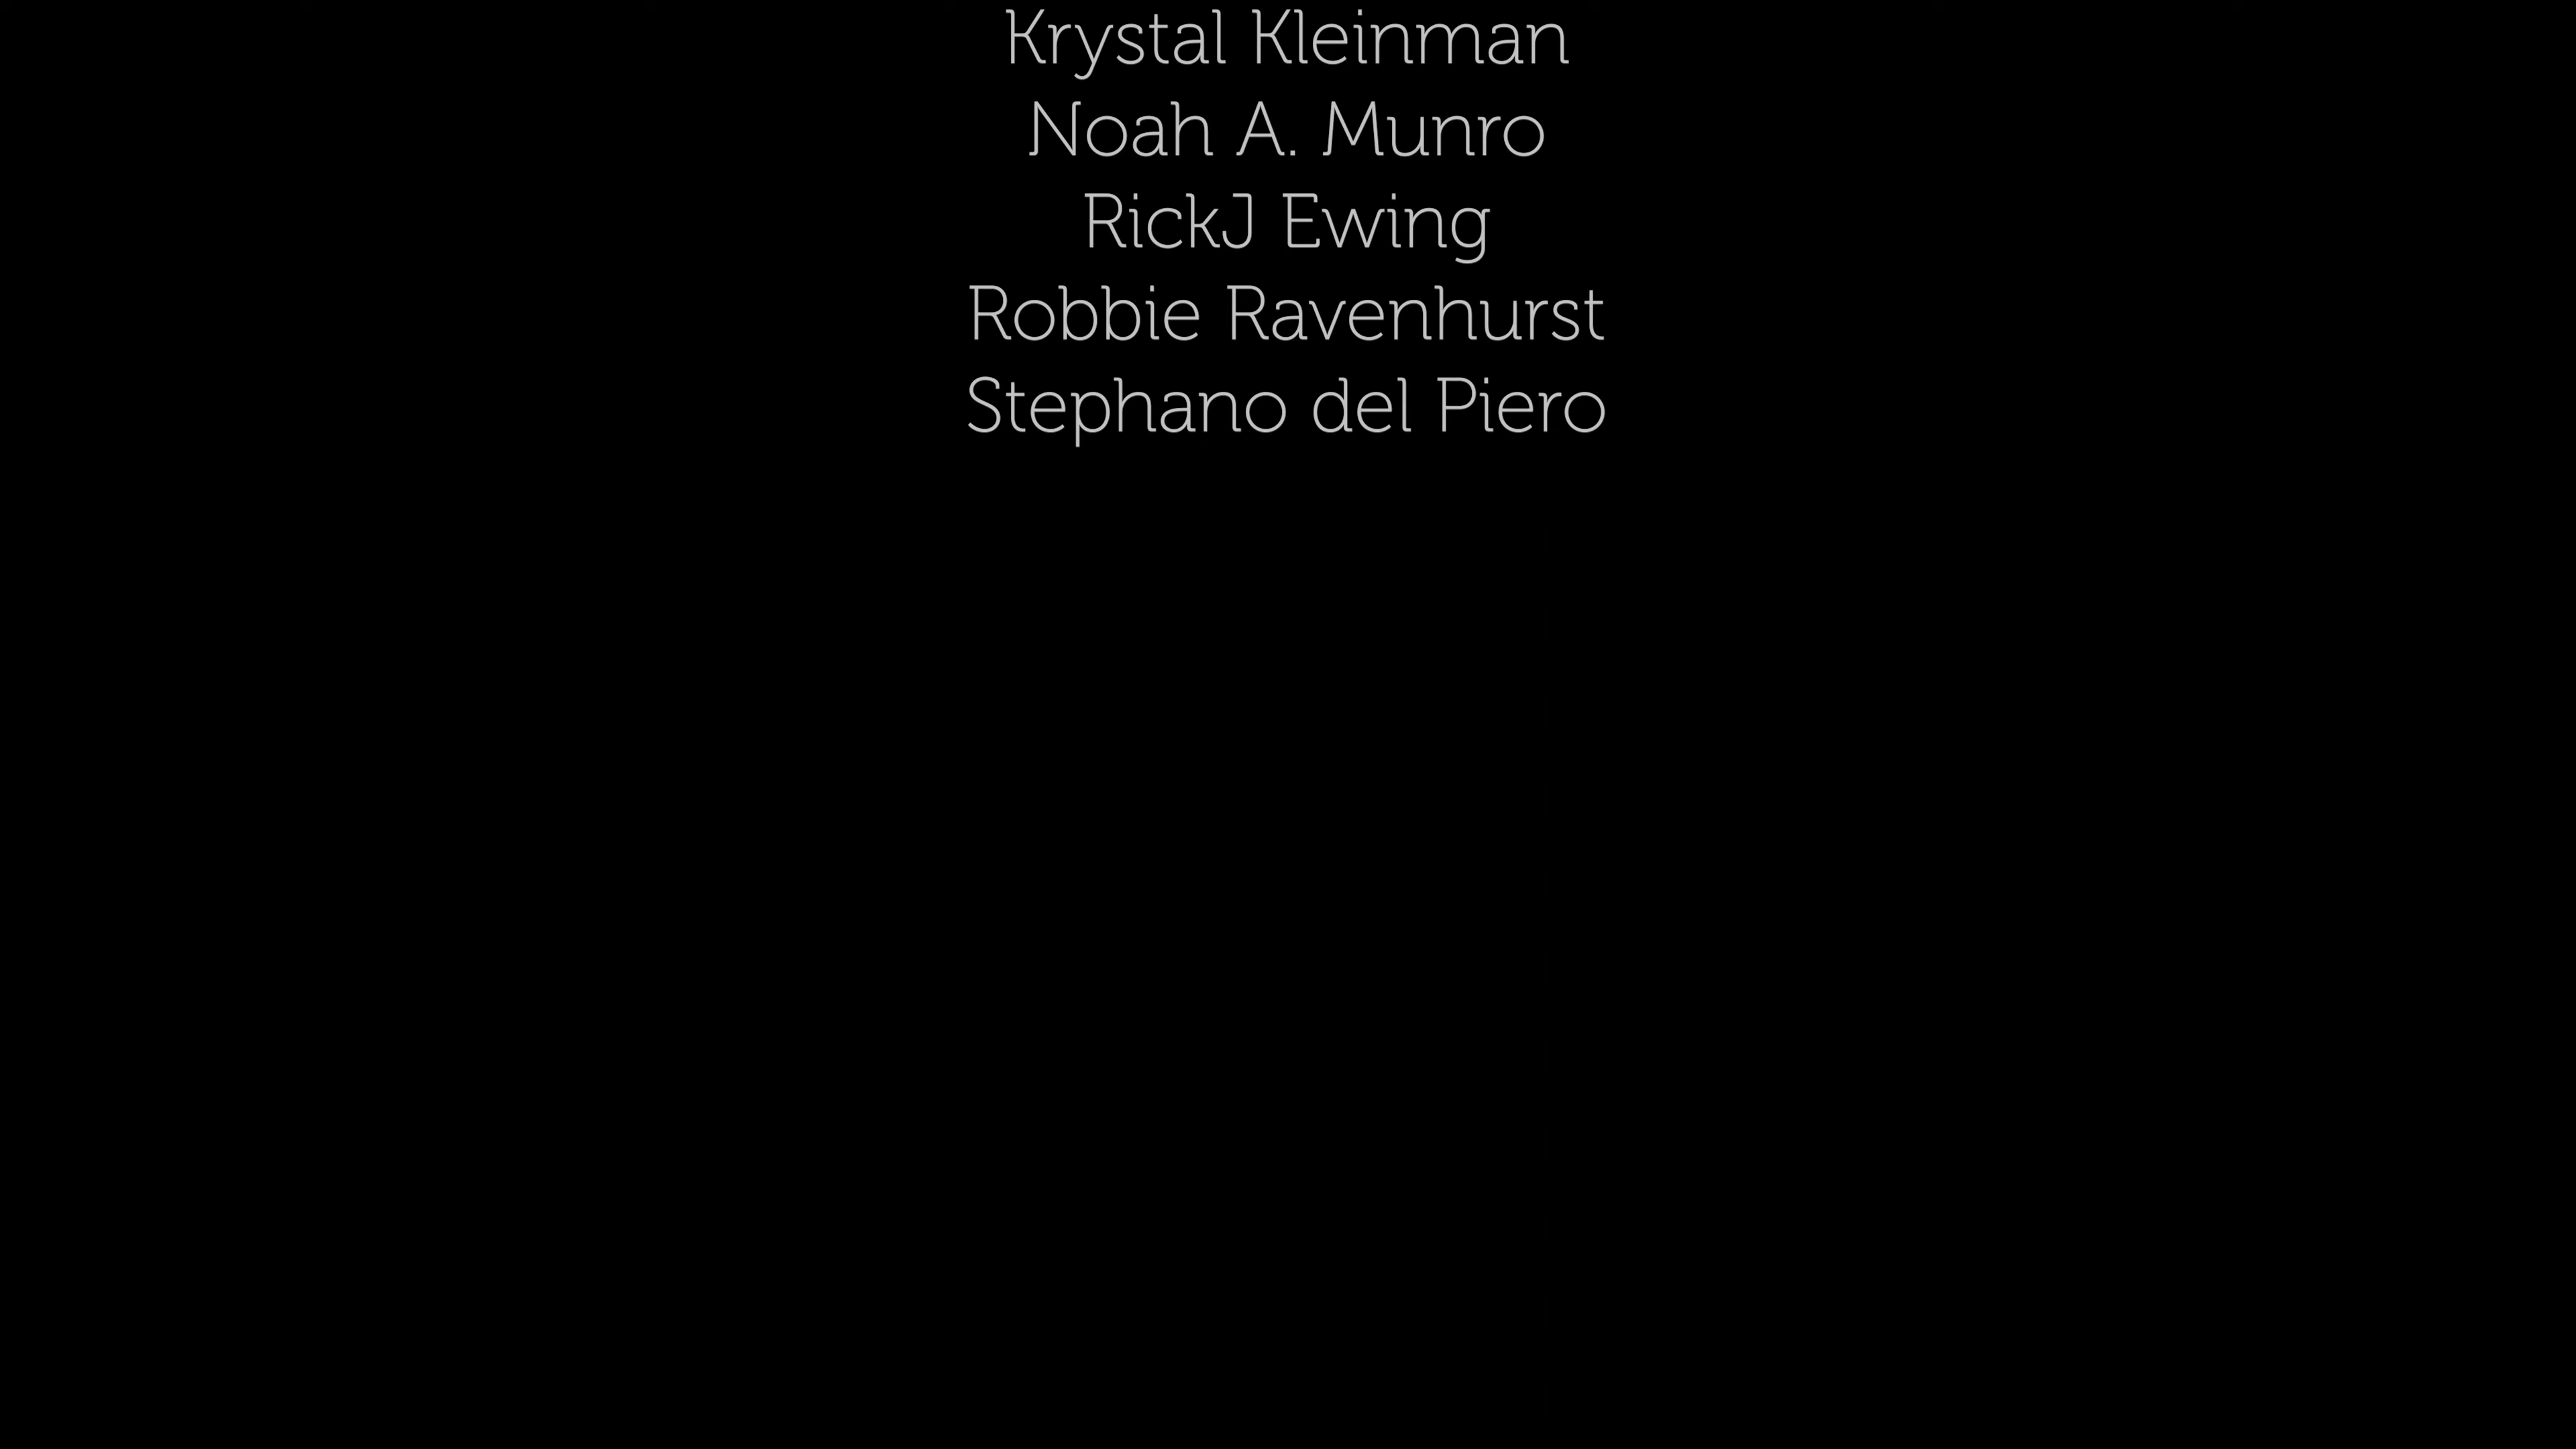 Krystal Kleinman
Noah A. Munro
RickJ Ewing
Robbie Ravenhurst
Stephano del Piero